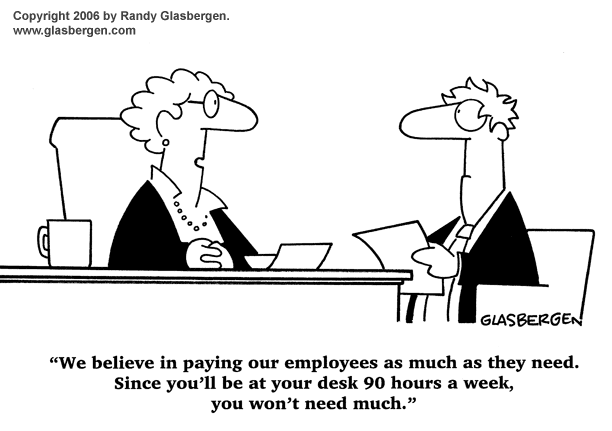 Copyright 2006 by Randy Glasbergen.
www.glasbergen.com
GLASBERGEN
“We believe in paying our employees as much as they need.
Since you’ll be at your desk 90 hours a week,
you won’t need much.”